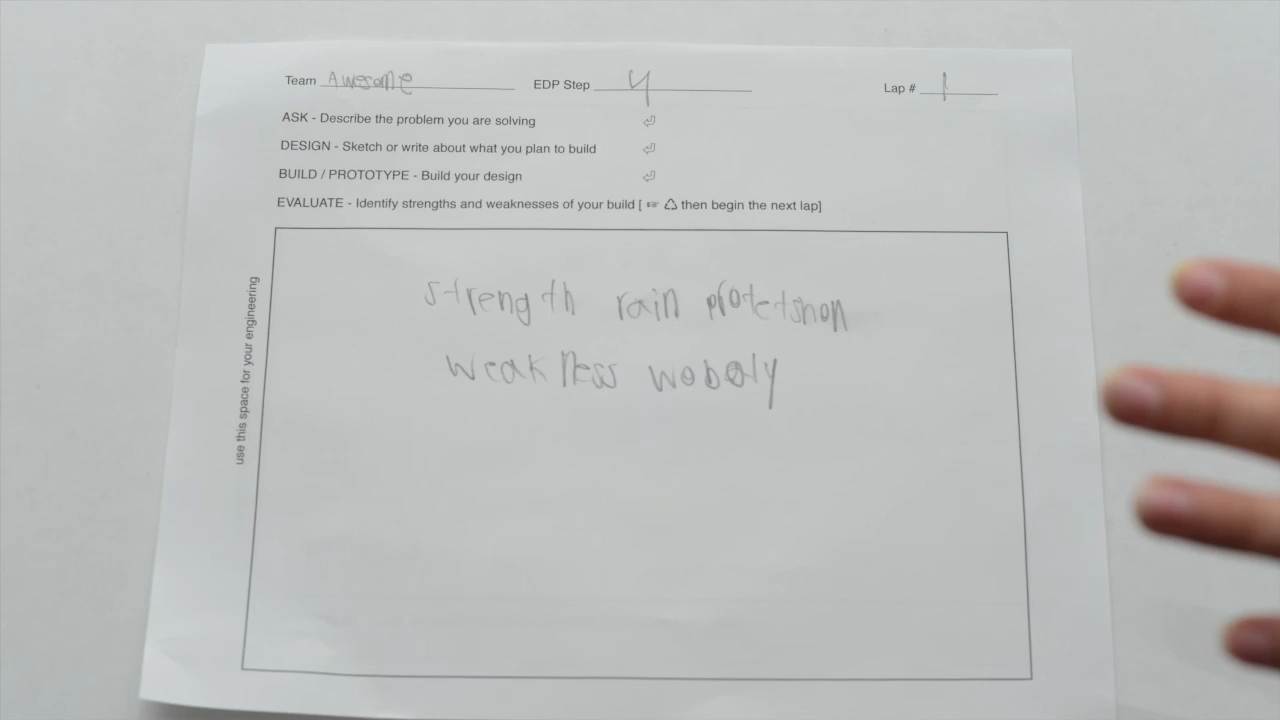 Team Awesome EDP Step 4 Lap # 1
ASK - Describe the problem you are solving
DESIGN - Sketch or write about what you plan to build
BUILD / PROTOTYPE - Build your design
EVALUATE - Identify strengths and weaknesses of your build [ ☞ ♺ then begin the next lap]
use this space for your engineering
strength rain protetshon
weakness woboly